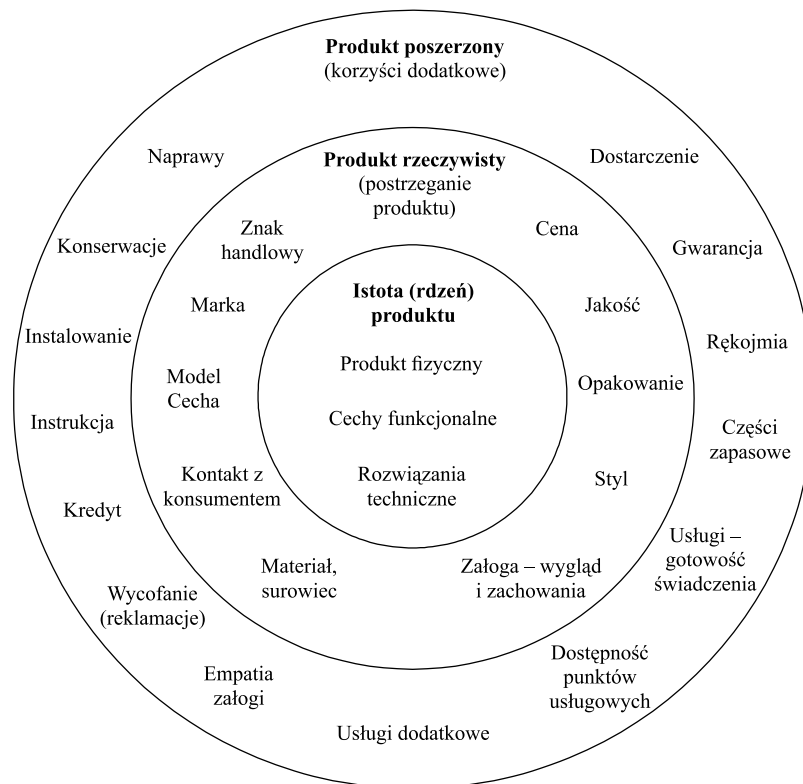 Produkt poszerzony
(korzyści dodatkowe)
Naprawy
Produkt rzeczywisty
(postrzeganie
produktu)
Dostarczenie
Znak
handlowy
Cena
Konserwacje
Gwarancja
Istota (rdzeń)
produktu
Marka
Jakość
Instalowanie
Rękojmia
Produkt fizyczny
Model
Cecha
Opakowanie
Instrukcja
Cechy funkcjonalne
Części
zapasowe
Kontakt z
konsumentem
Rozwiązania
techniczne
Styl
Kredyt
Usługi –
gotowość
świadczenia
Materiał,
surowiec
Załoga – wygląd
i zachowania
Wycofanie
(reklamacje)
Empatia
załogi
Dostępność
punktów
usługowych
Usługi dodatkowe